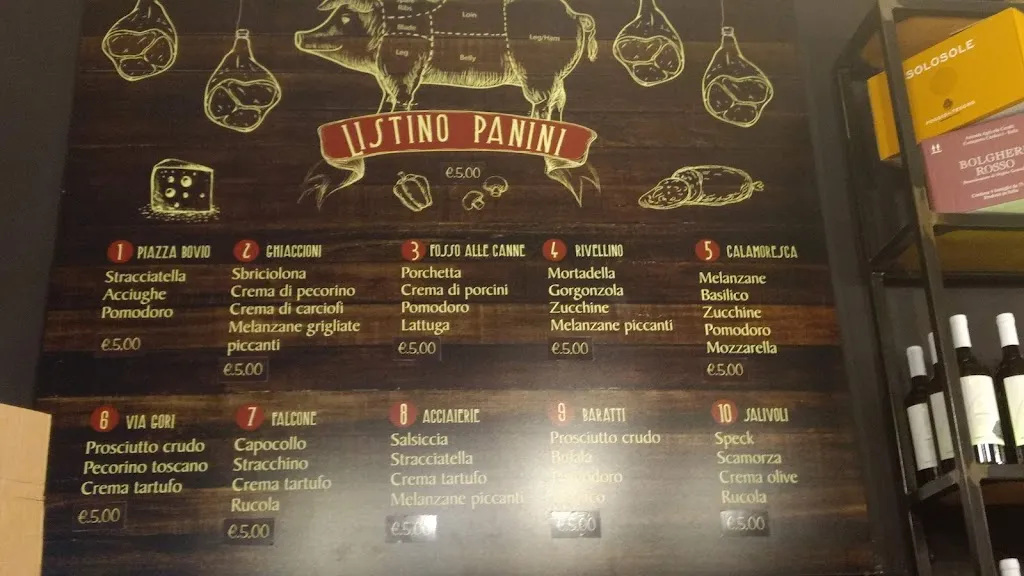 Loin
Leg/Ham
Leg
Belly
SOLOSOLE
BOLGHERI
ROSSO
USTINO PANINI
€5.00
1 PIAZZA BOVIO
Stracciatella
Acciughe
Pomodoro
€5.00
2 GHIACCIONI
Sbriciolona
Crema di pecorino
Crema di carciofi
Melanzane grigliate
piccanti
€5.00
3 FOSSO ALLE CANNE
Porchetta
Crema di porcini
Pomodoro
Lattuga
€5.00
4 RIVELLINO
Mortadella
Gorgonzola
Zucchine
Melanzane piccanti
€5.00
5 CALAMORESCA
Melanzane
Basilico
Zucchine
Pomodoro
Mozzarella
€5.00
6 VIA GORI
Prosciutto crudo
Pecorino toscano
Crema tartufo
€5.00
7 FALCONE
Capocollo
Stracchino
Crema tartufo
Rucola
€5.00
8 ACCIAIERIE
Salsiccia
Stracciatella
Crema tartufo
Melanzane piccanti
€5.00
9 BARATTI
Prosciutto crudo
Bufala
Pomodoro
€5.00
10 SALIVOLI
Speck
Scamorza
Crema olive
Rucola
€5.00